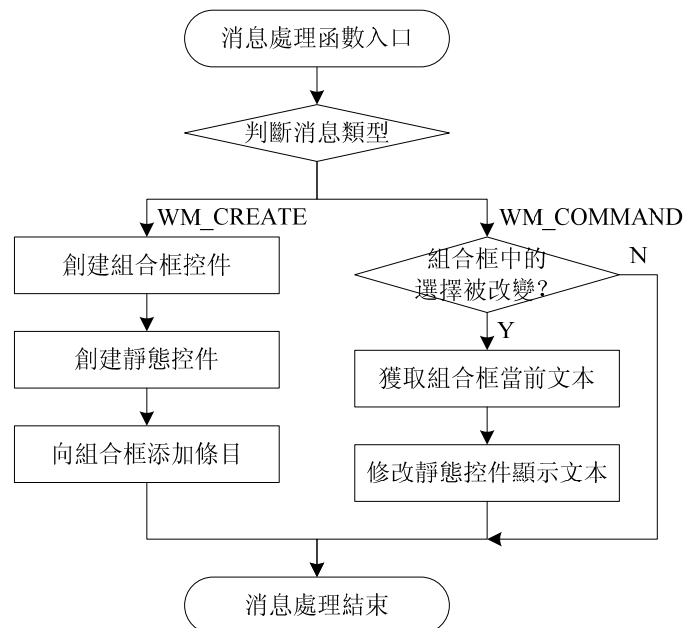 消息處理函數入口
判斷消息類型
WM_CREATE
WM_COMMAND
創建組合框控件
組合框中的
選擇被改變？
N
Y
創建靜態控件
獲取組合框當前文本
向組合框添加條目
修改靜態控件顯示文本
消息處理結束